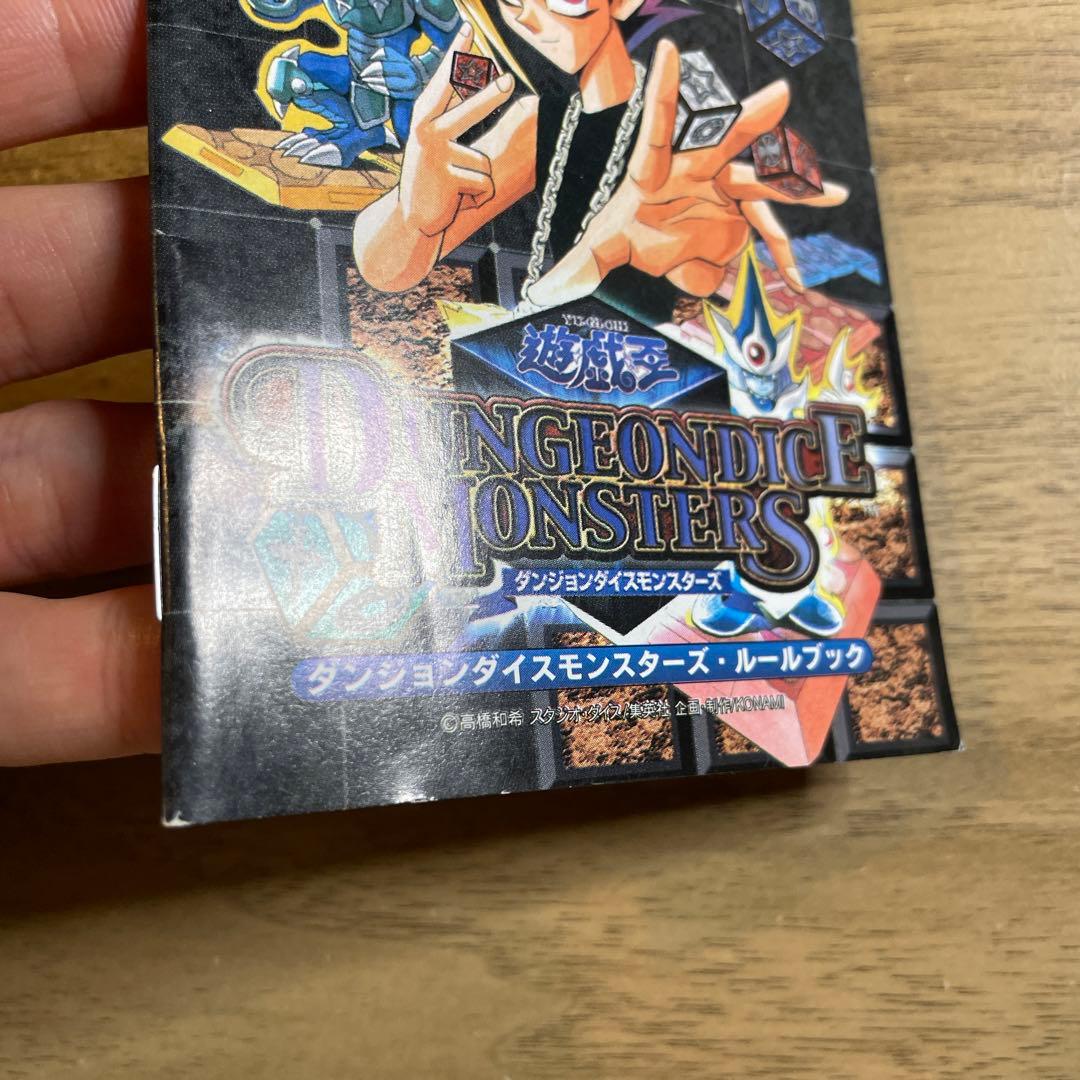 YU-GI-OH!
遊戯王
DUNGEONDICE
MONSTERS
ダンジョンダイスモンスターズ
ダンジョンダイスモンスターズ・ルールブック
©高橋和希 スタジオ・ダイス/集英社 企画・制作/KONAMI